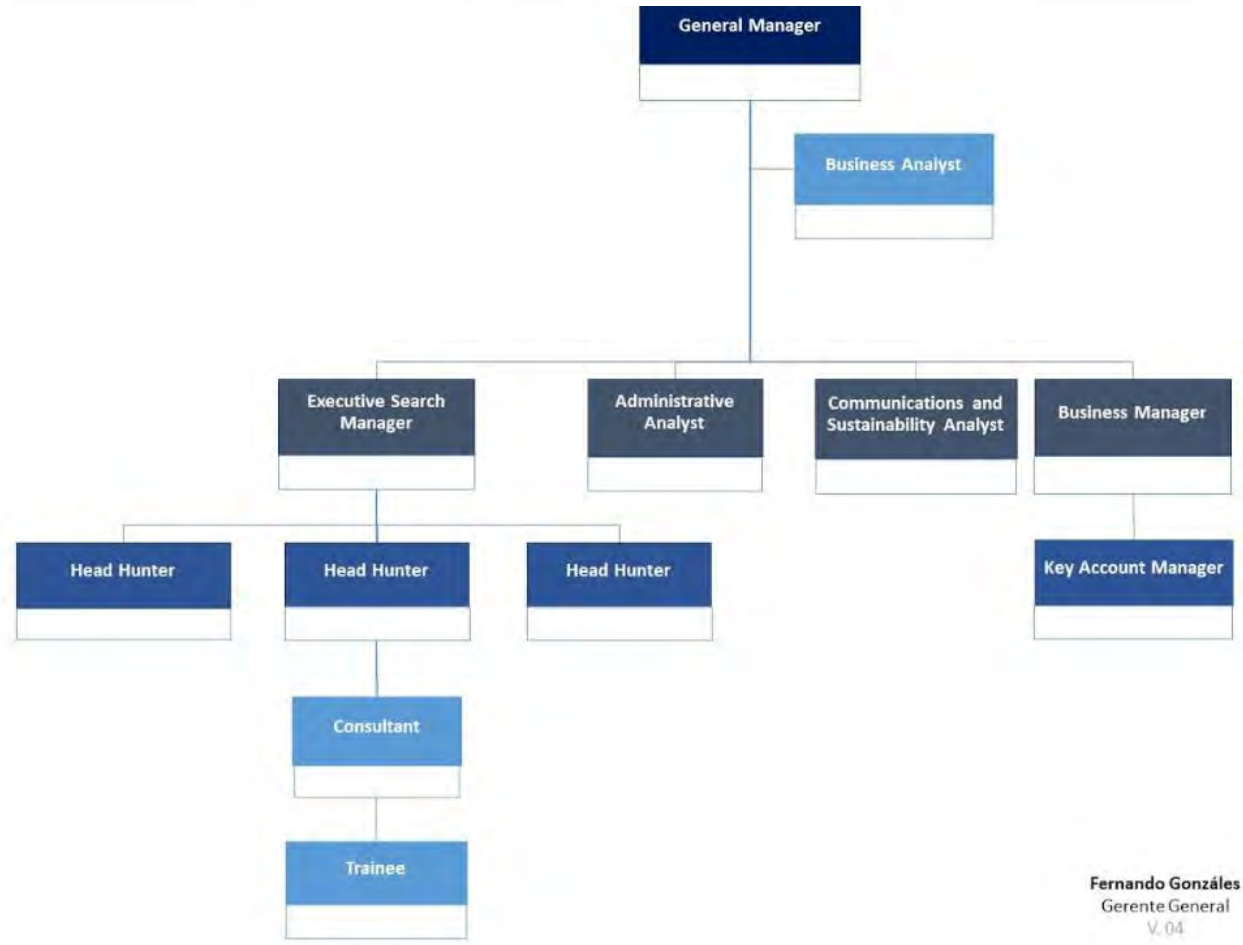 General Manager
Business Analyst
Executive Search
Manager
Administrative
Analyst
Communications and
Sustainability Analyst
Business Manager
Head Hunter
Head Hunter
Head Hunter
Key Account Manager
Consultant
Trainee
Fernando Gonzáles
Gerente General
V. 04